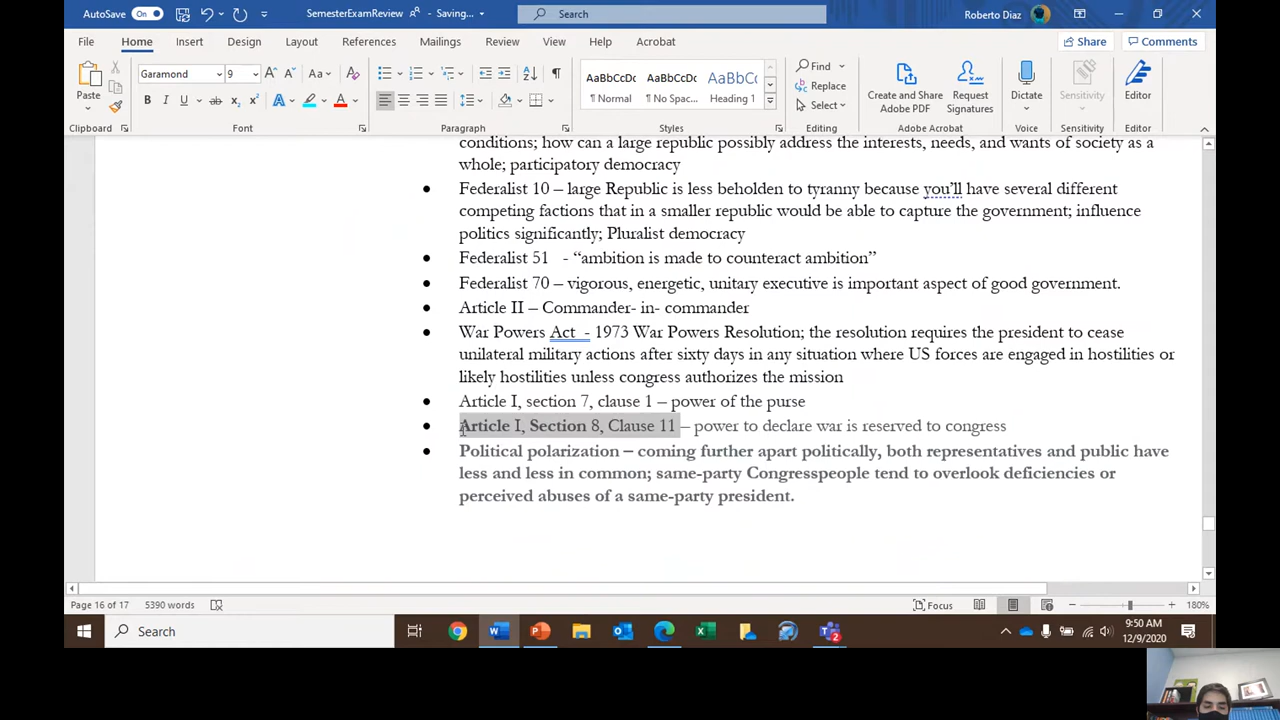 AutoSave On SemesterExamReview - Saving... Search Roberto Diaz
File Home Insert Design Layout References Mailings Review View Help Acrobat Share Comments
Paste
Garamond 9 Aa
B I U ab x₂ x² A A
AaBbCcDc AaBbCcDc AaBbCc
¶ Normal ¶ No Spac... Heading 1
Find
Replace
Select
Create and Share Adobe PDF
Request Signatures
Dictate
Sensitivity
Editor
Clipboard Font Paragraph Styles Editing Adobe Acrobat Voice Sensitivity Editor
conditions; how can a large republic possibly address the interests, needs, and wants of society as a
whole; participatory democracy
• Federalist 10 – large Republic is less beholden to tyranny because you’ll have several different
competing factions that in a smaller republic would be able to capture the government; influence
politics significantly; Pluralist democracy
• Federalist 51 - “ambition is made to counteract ambition”
• Federalist 70 – vigorous, energetic, unitary executive is important aspect of good government.
• Article II – Commander- in- commander
• War Powers Act - 1973 War Powers Resolution; the resolution requires the president to cease
unilateral military actions after sixty days in any situation where US forces are engaged in hostilities or
likely hostilities unless congress authorizes the mission
• Article I, section 7, clause 1 – power of the purse
• Article I, Section 8, Clause 11 – power to declare war is reserved to congress
• Political polarization – coming further apart politically, both representatives and public have
less and less in common; same-party Congresspeople tend to overlook deficiencies or
perceived abuses of a same-party president.
Page 16 of 17 5390 words Focus 180%
Search
9:50 AM
12/9/2020